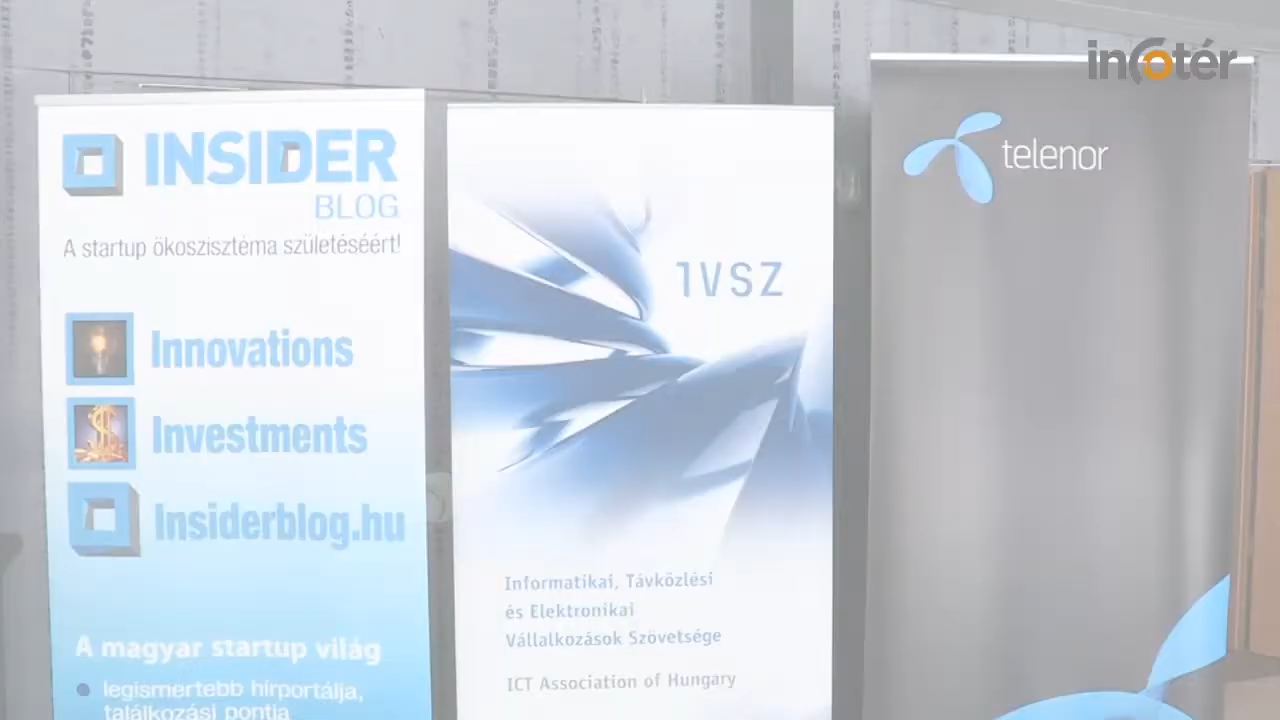 infotér
INSIDER
BLOG
A startup ökoszisztéma születéséért!
Innovations
Investments
Insiderblog.hu
A magyar startup világ
legismertebb hírportálja,
találkozási pontja
IVSZ
Informatikai, Távközlési
és Elektronikai
Vállalkozások Szövetsége
ICT Association of Hungary
telenor